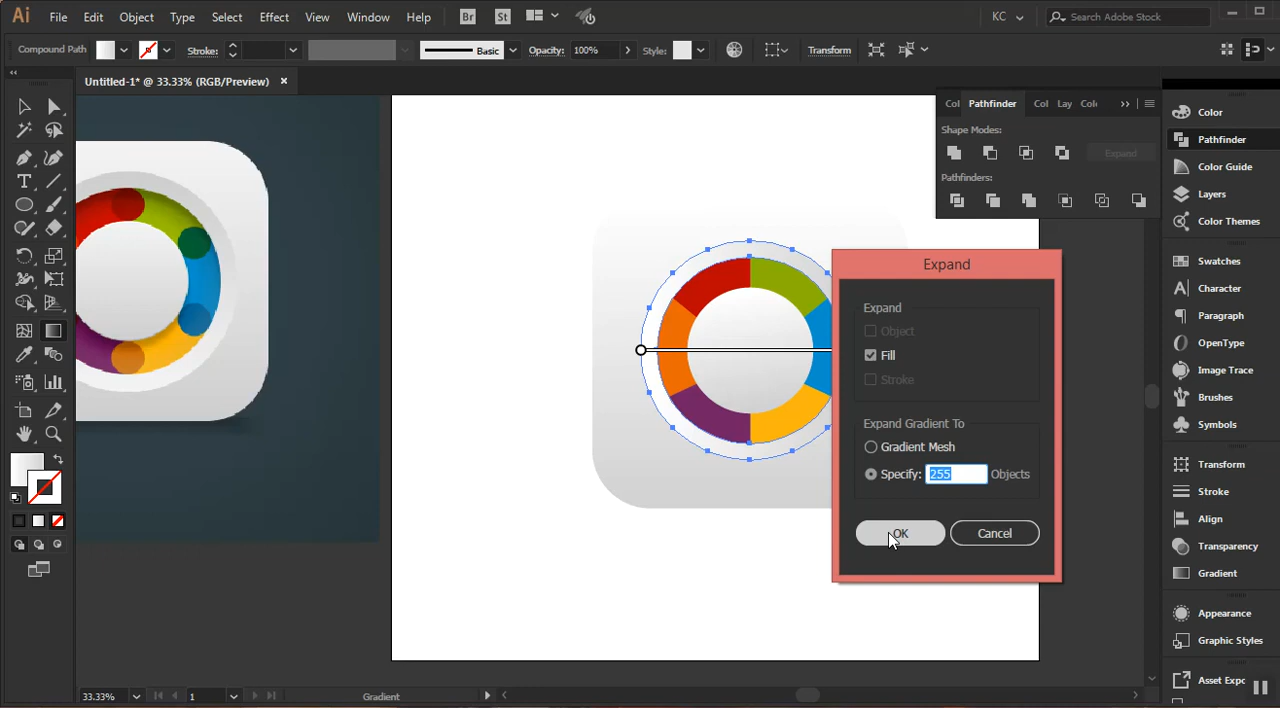 Ai File Edit Object Type Select Effect View Window Help Br St KC Search Adobe Stock
Compound Path Stroke: Basic Opacity: 100% Style: Transform
Untitled-1* @ 33.33% (RGB/Preview) ×
Col Pathfinder Col Lay Colo
Shape Modes:
Expand
Pathfinders:
Color
Pathfinder
Color Guide
Layers
Color Themes
Swatches
Character
Paragraph
OpenType
Image Trace
Brushes
Symbols
Transform
Stroke
Align
Transparency
Gradient
Appearance
Graphic Styles
Asset Expo
Expand
Expand
Object
Fill
Stroke
Expand Gradient To
Gradient Mesh
Specify: 255 Objects
OK Cancel
33.33% 1 Gradient